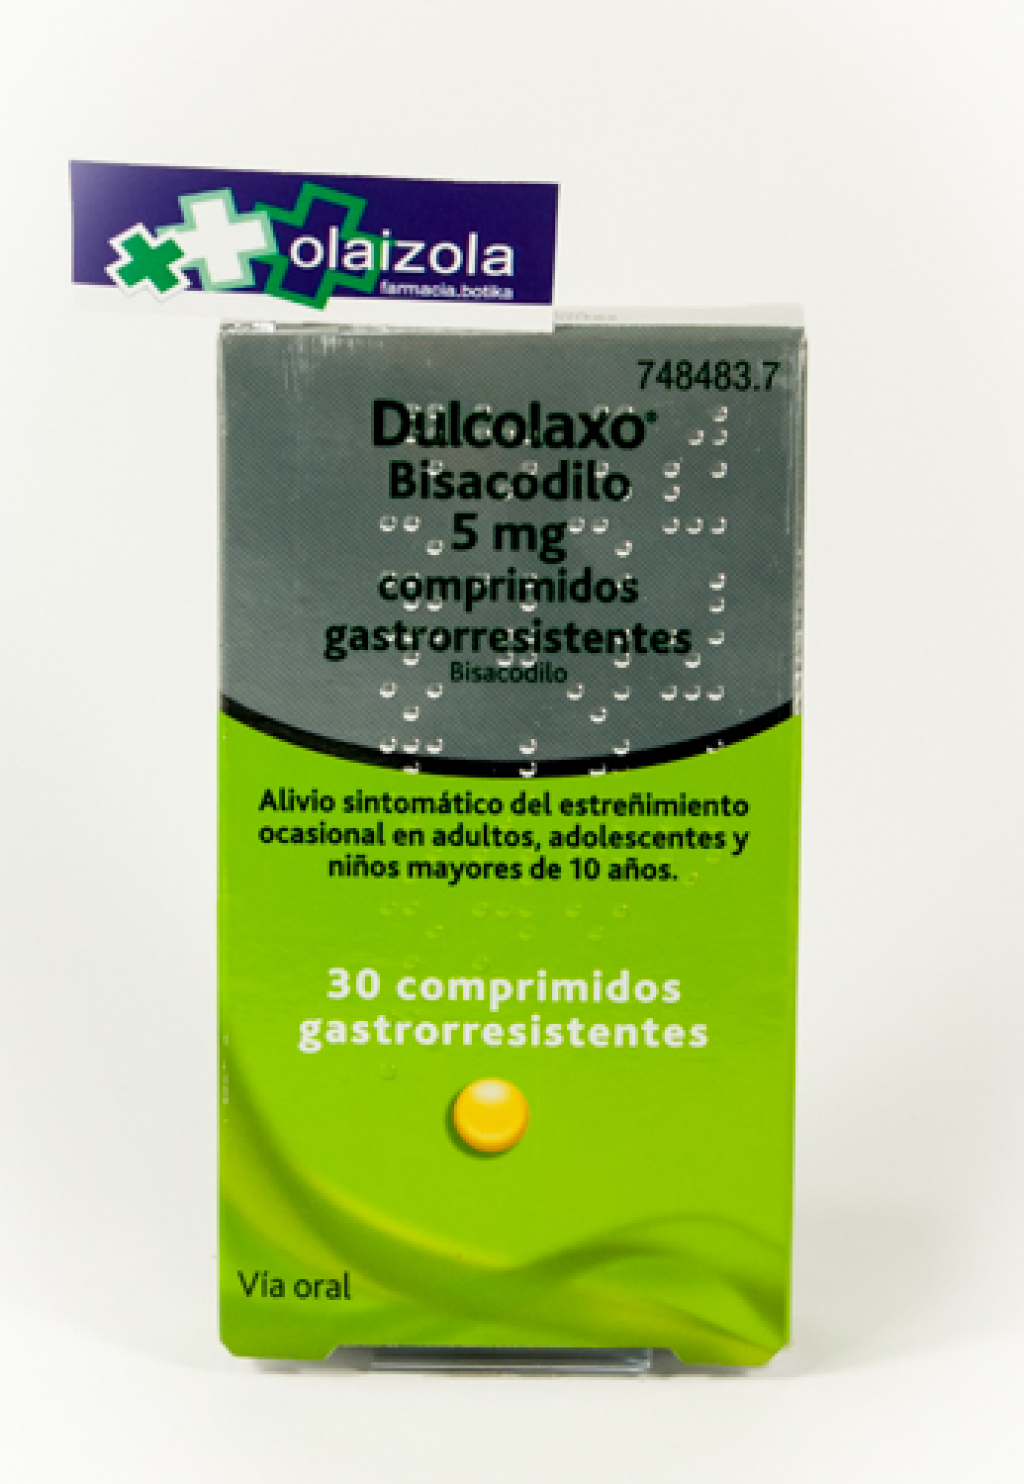 olaizola
farmacia.botika
748483.7
Dulcolaxo®
Bisacodilo
5 mg
comprimidos
gastrorresistentes
Bisacodilo
Alivio sintomático del estreñimiento
ocasional en adultos, adolescentes y
niños mayores de 10 años.
30 comprimidos
gastrorresistentes
Vía oral